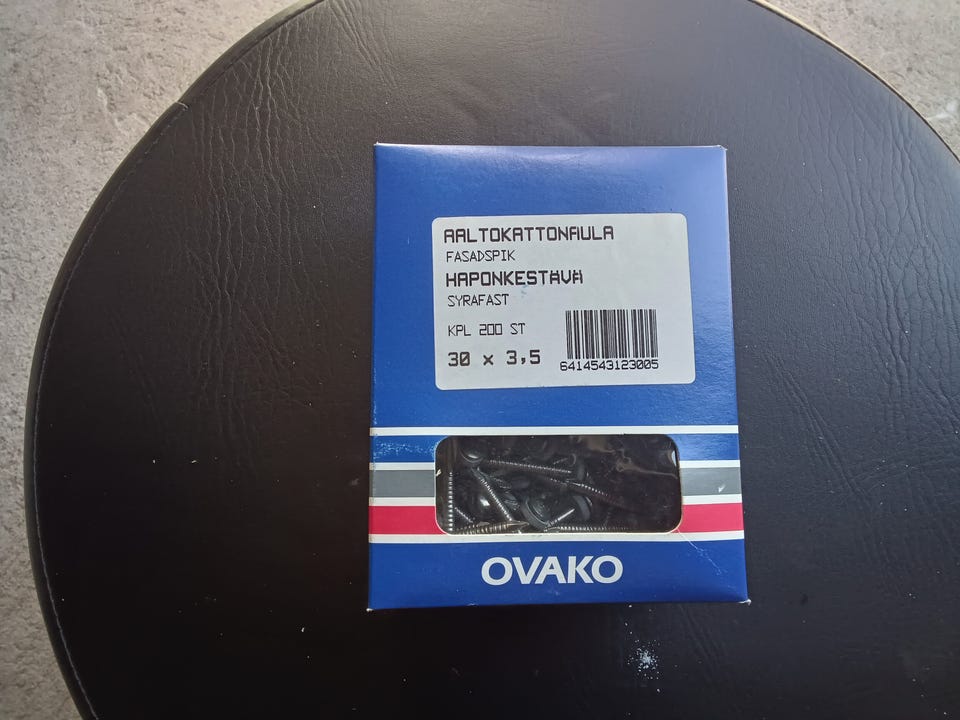 AALTOKATTONAULA
FASADSPIK
HAPONKESTÄVÄ
SYRAFAST
KPL 200 ST
30 x 3,5
6414543123005
OVAKO